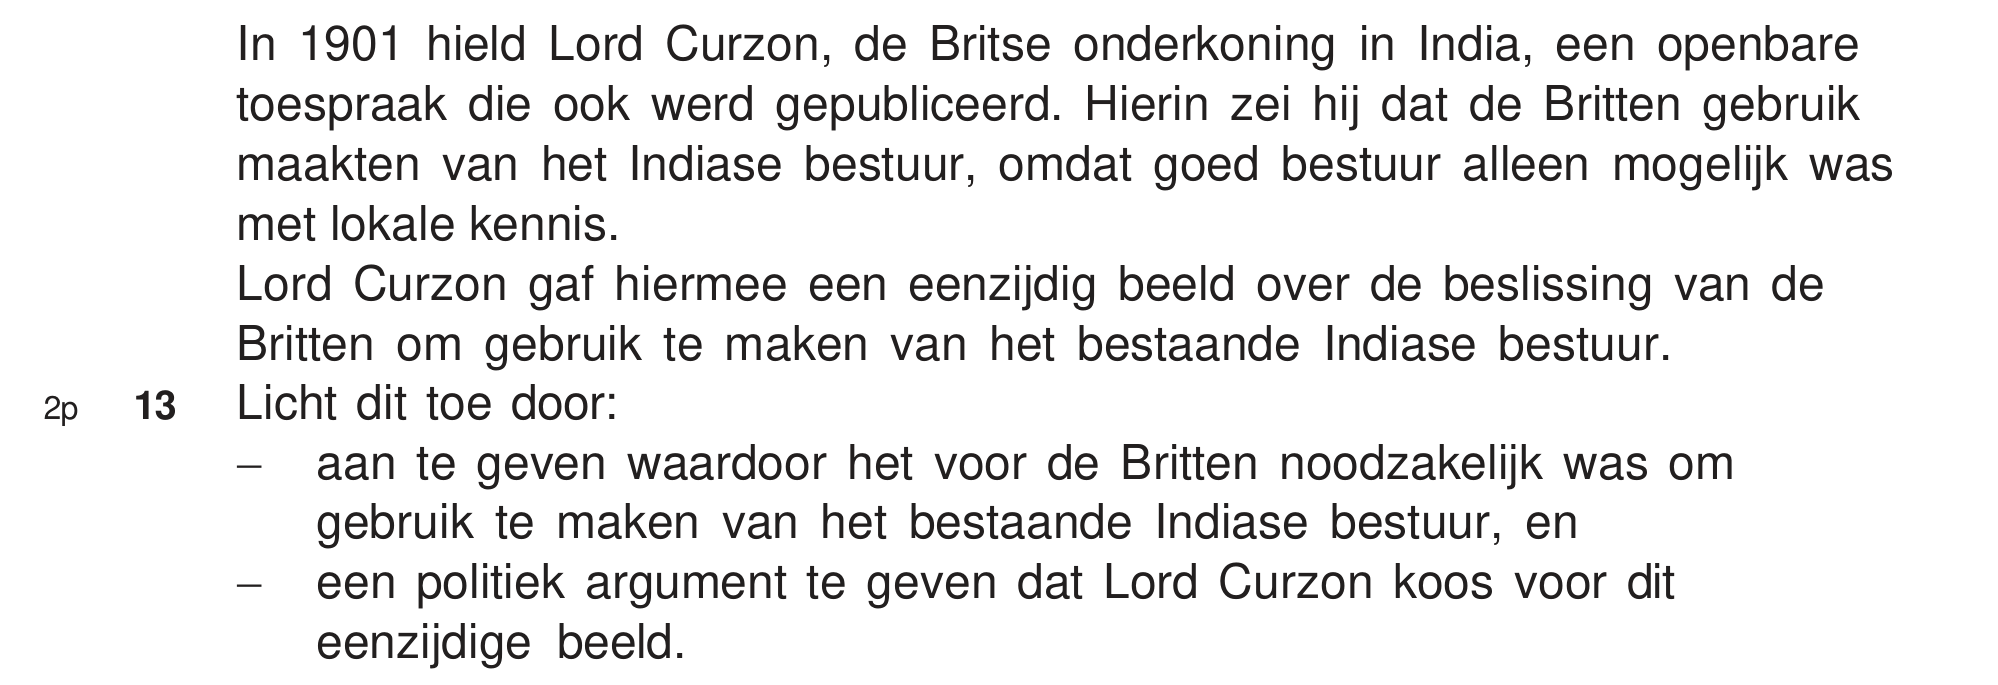 In 1901 hield Lord Curzon, de Britse onderkoning in India, een openbare
toespraak die ook werd gepubliceerd. Hierin zei hij dat de Britten gebruik
maakten van het Indiase bestuur, omdat goed bestuur alleen mogelijk was
met lokale kennis.
Lord Curzon gaf hiermee een eenzijdig beeld over de beslissing van de
Britten om gebruik te maken van het bestaande Indiase bestuur.
2p 13 Licht dit toe door:
– aan te geven waardoor het voor de Britten noodzakelijk was om
gebruik te maken van het bestaande Indiase bestuur, en
– een politiek argument te geven dat Lord Curzon koos voor dit
eenzijdige beeld.